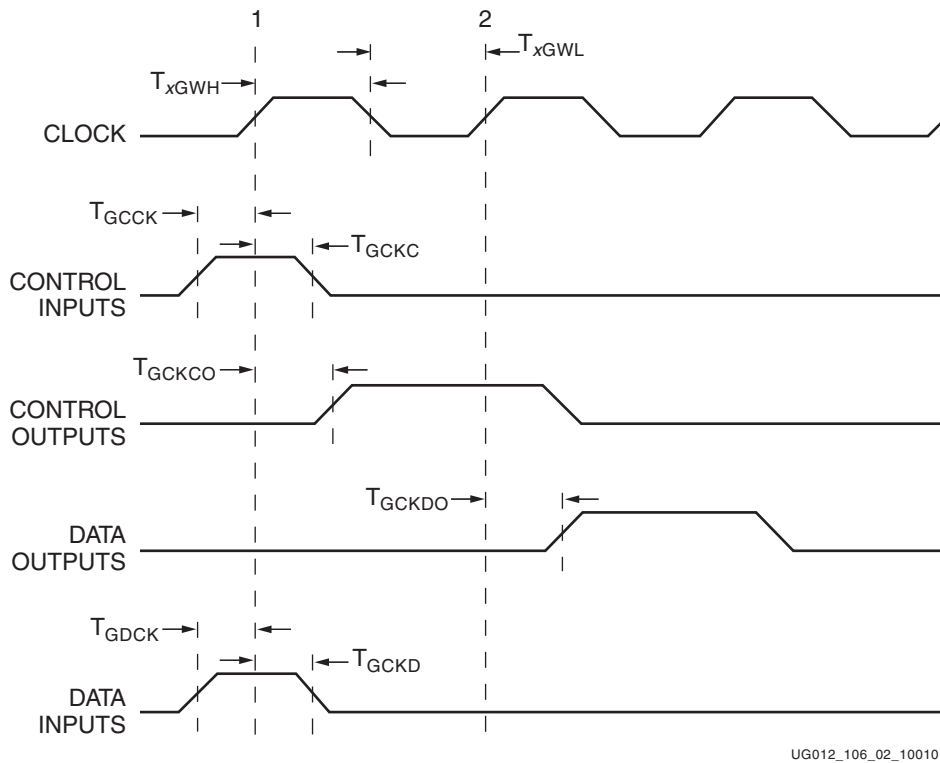 1 2
TxGWL
TxGWH
CLOCK
TGCCK
TGCKC
CONTROL
INPUTS
TGCKCO
CONTROL
OUTPUTS
TGCKDO
DATA
OUTPUTS
TGDCK
TGCKD
DATA
INPUTS
UG012_106_02_10010